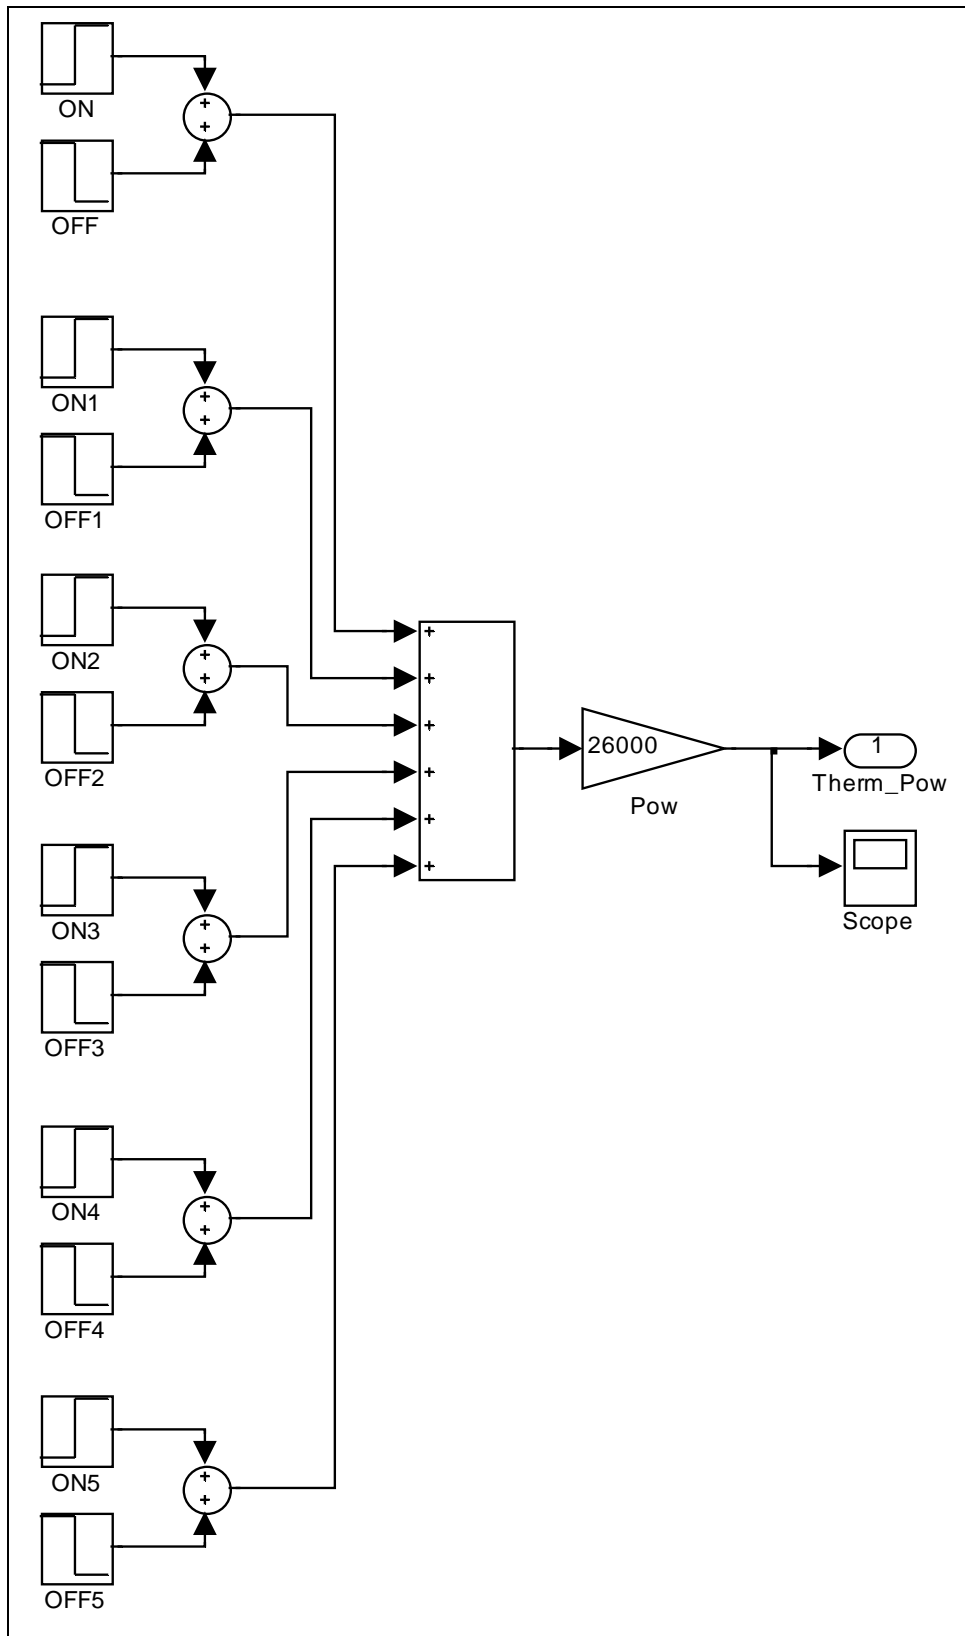 ON
+
+
OFF
ON1
+
+
OFF1
ON2
+
+
OFF2
ON3
+
+
OFF3
ON4
+
+
OFF4
ON5
+
+
OFF5
+
+
+
+
+
+
26000
Pow
1
Therm_Pow
Scope